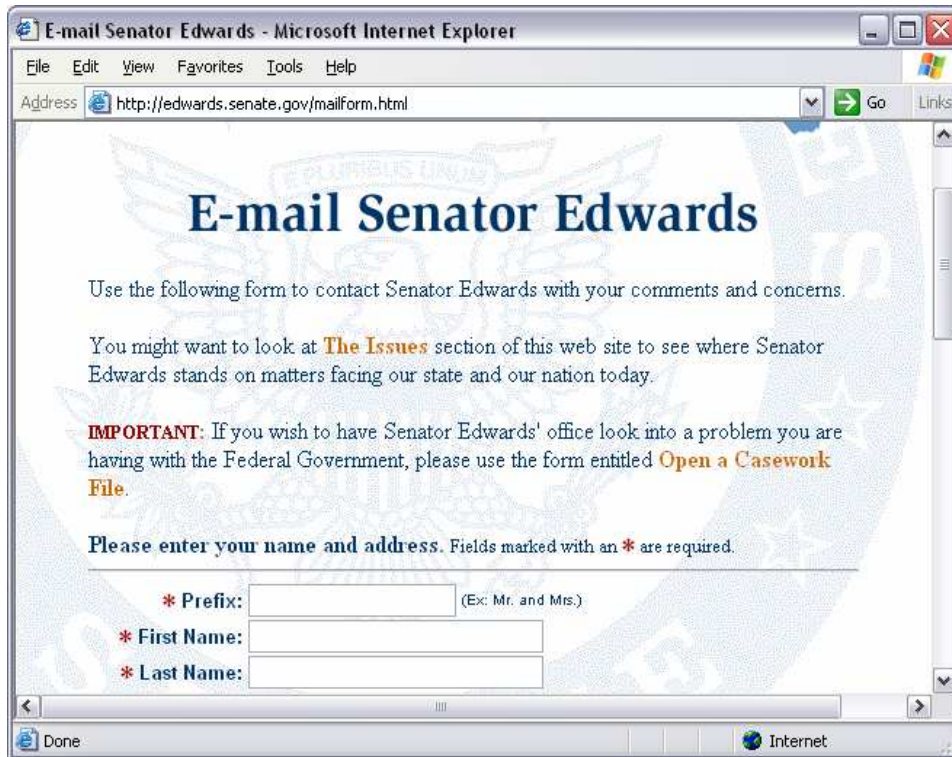 E-mail Senator Edwards - Microsoft Internet Explorer
File Edit View Favorites Tools Help
Address http://edwards.senate.gov/mailform.html Go Links
E PLURIBUS UNUM
E-mail Senator Edwards
Use the following form to contact Senator Edwards with your comments and concerns.
You might want to look at The Issues section of this web site to see where Senator
Edwards stands on matters facing our state and our nation today.
IMPORTANT: If you wish to have Senator Edwards' office look into a problem you are
having with the Federal Government, please use the form entitled Open a Casework
File.
Please enter your name and address. Fields marked with an * are required.
* Prefix: (Ex: Mr. and Mrs.)
* First Name:
* Last Name:
Done Internet